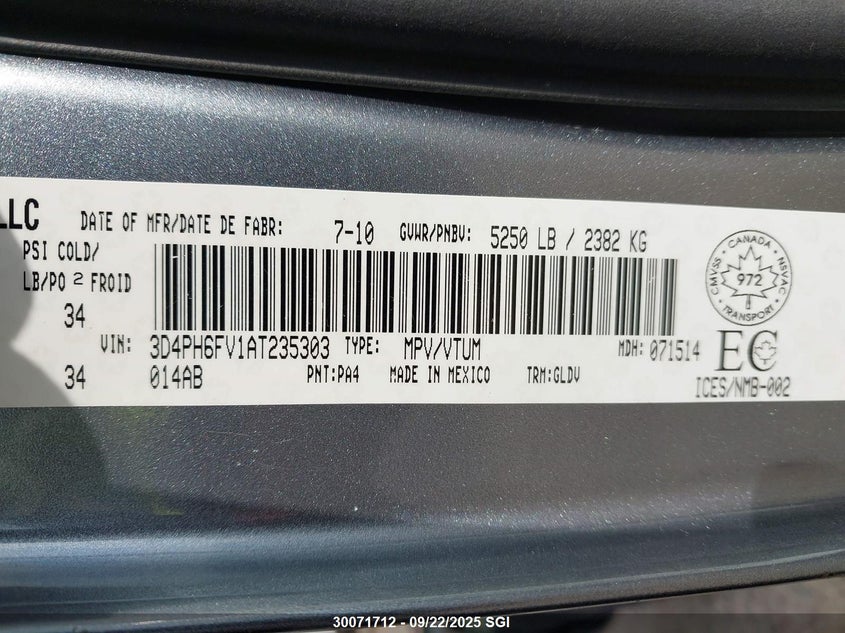 LLC DATE OF MFR/DATE DE FABR: 7-10 GVWR/PNBV: 5250 LB / 2382 KG
PSI COLD/
LB/PO 2 FROID
34
VIN: 3D4PH6FV1AT235303 TYPE: MPV/VTUM MDH: 071514
34 014AB PNT:PA4 MADE IN MEXICO TRM:GLDV
CANADA
CMVSS 972 NSVAC
TRANSPORT
EC
ICES/NMB-002
30071712 - 09/22/2025 SGI